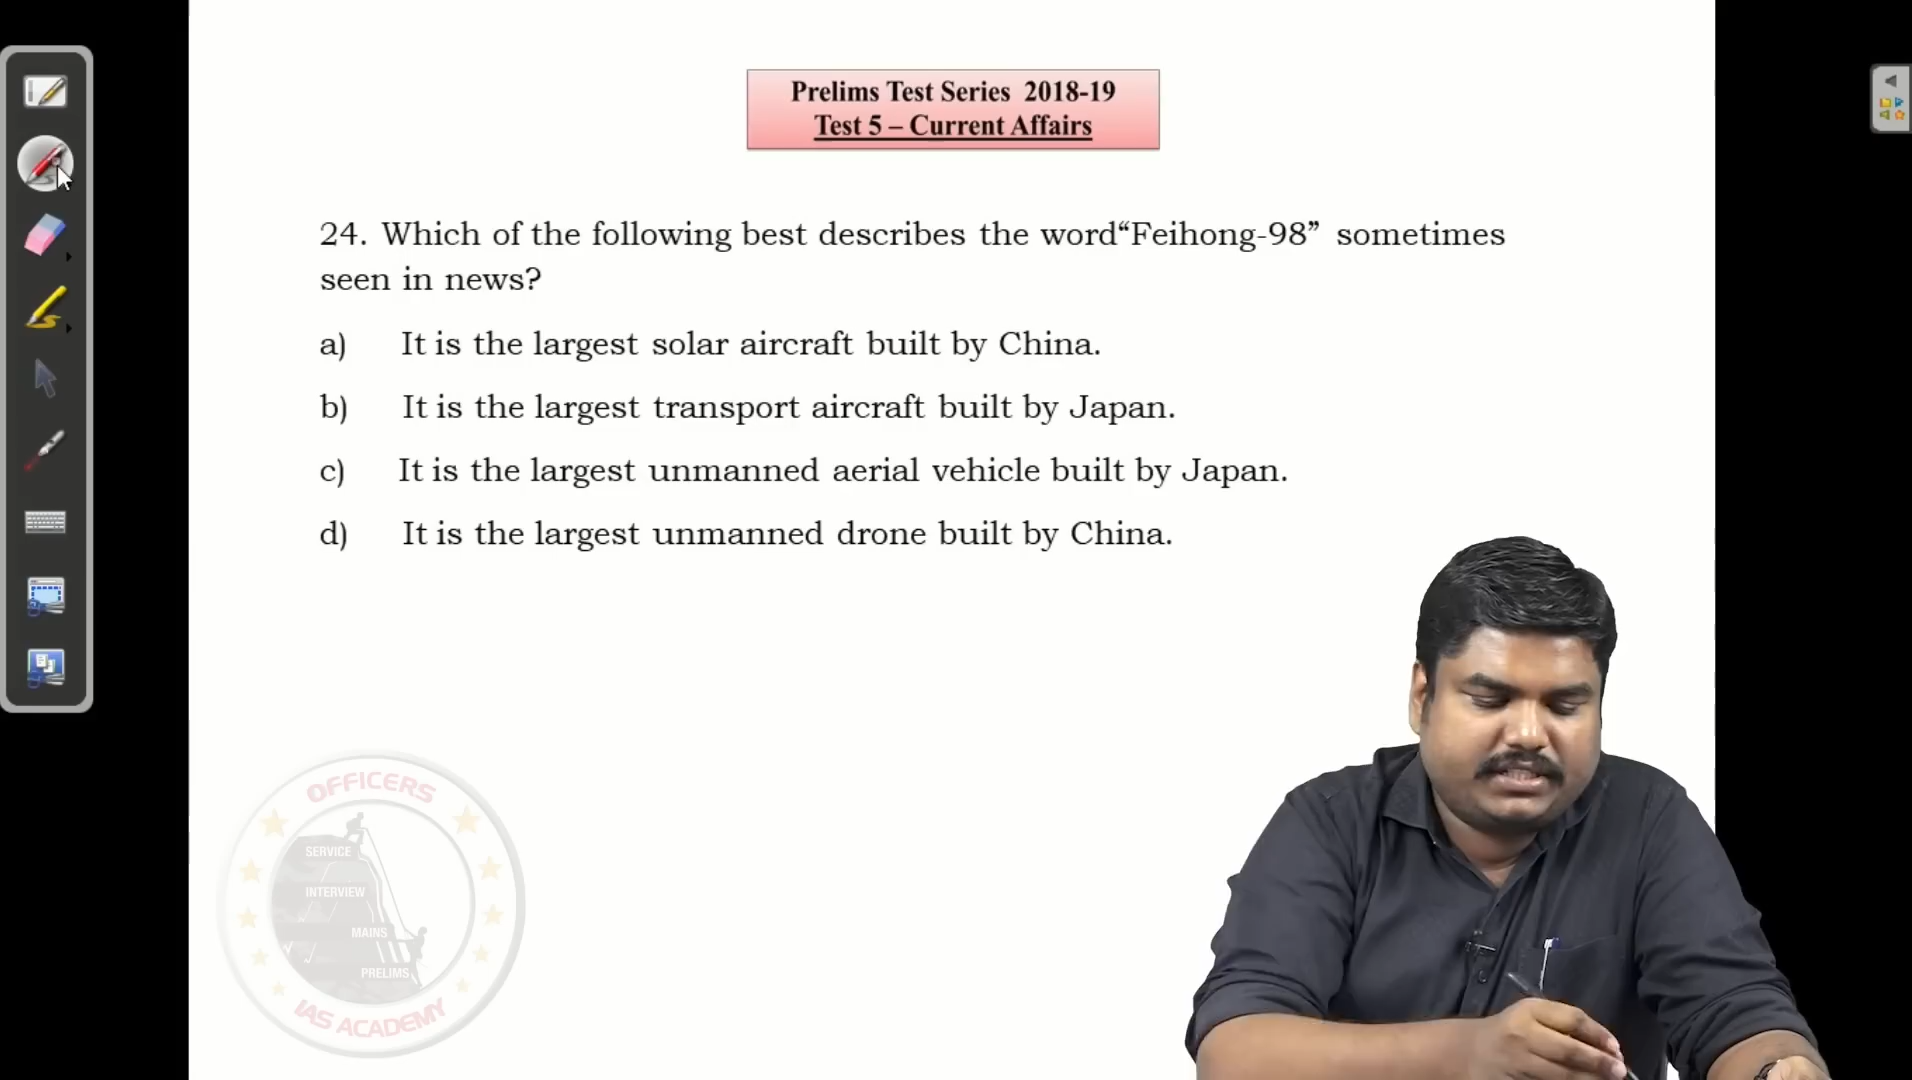 Prelims Test Series 2018-19
Test 5 – Current Affairs
24. Which of the following best describes the word“Feihong-98” sometimes
seen in news?
a) It is the largest solar aircraft built by China.
b) It is the largest transport aircraft built by Japan.
c) It is the largest unmanned aerial vehicle built by Japan.
d) It is the largest unmanned drone built by China.
OFFICERS
SERVICE
INTERVIEW
MAINS
PRELIMS
IAS ACADEMY